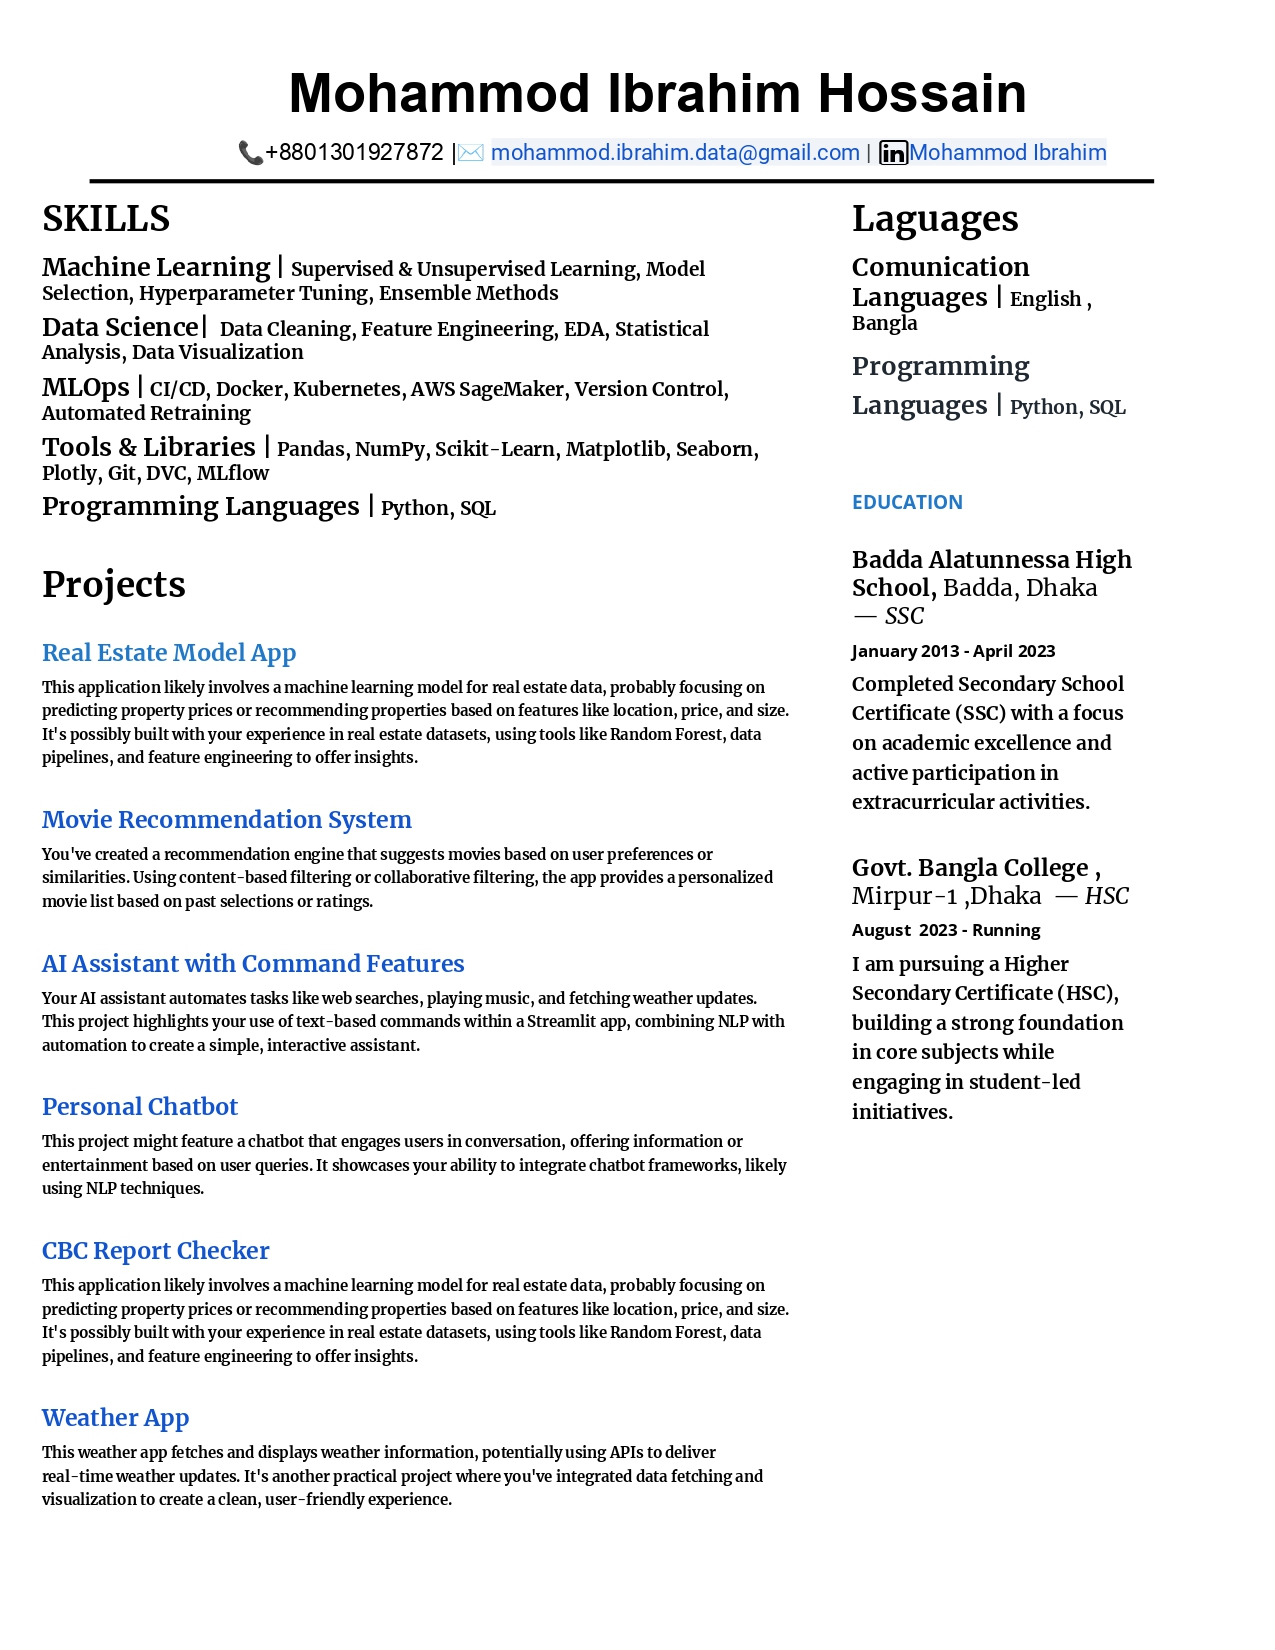 Mohammod Ibrahim Hossain
📞+8801301927872 |✉️ mohammod.ibrahim.data@gmail.com | inMohammod Ibrahim
SKILLS
Machine Learning | Supervised & Unsupervised Learning, Model
Selection, Hyperparameter Tuning, Ensemble Methods
Data Science| Data Cleaning, Feature Engineering, EDA, Statistical
Analysis, Data Visualization
MLOps | CI/CD, Docker, Kubernetes, AWS SageMaker, Version Control,
Automated Retraining
Tools & Libraries | Pandas, NumPy, Scikit-Learn, Matplotlib, Seaborn,
Plotly, Git, DVC, MLflow
Programming Languages | Python, SQL
Projects
Real Estate Model App
This application likely involves a machine learning model for real estate data, probably focusing on
predicting property prices or recommending properties based on features like location, price, and size.
It's possibly built with your experience in real estate datasets, using tools like Random Forest, data
pipelines, and feature engineering to offer insights.
Movie Recommendation System
You've created a recommendation engine that suggests movies based on user preferences or
similarities. Using content-based filtering or collaborative filtering, the app provides a personalized
movie list based on past selections or ratings.
AI Assistant with Command Features
Your AI assistant automates tasks like web searches, playing music, and fetching weather updates.
This project highlights your use of text-based commands within a Streamlit app, combining NLP with
automation to create a simple, interactive assistant.
Personal Chatbot
This project might feature a chatbot that engages users in conversation, offering information or
entertainment based on user queries. It showcases your ability to integrate chatbot frameworks, likely
using NLP techniques.
CBC Report Checker
This application likely involves a machine learning model for real estate data, probably focusing on
predicting property prices or recommending properties based on features like location, price, and size.
It's possibly built with your experience in real estate datasets, using tools like Random Forest, data
pipelines, and feature engineering to offer insights.
Weather App
This weather app fetches and displays weather information, potentially using APIs to deliver
real-time weather updates. It's another practical project where you've integrated data fetching and
visualization to create a clean, user-friendly experience.
Laguages
Comunication
Languages | English ,
Bangla
Programming
Languages | Python, SQL
EDUCATION
Badda Alatunnessa High
School, Badda, Dhaka
— SSC
January 2013 - April 2023
Completed Secondary School
Certificate (SSC) with a focus
on academic excellence and
active participation in
extracurricular activities.
Govt. Bangla College ,
Mirpur-1 ,Dhaka — HSC
August 2023 - Running
I am pursuing a Higher
Secondary Certificate (HSC),
building a strong foundation
in core subjects while
engaging in student-led
initiatives.